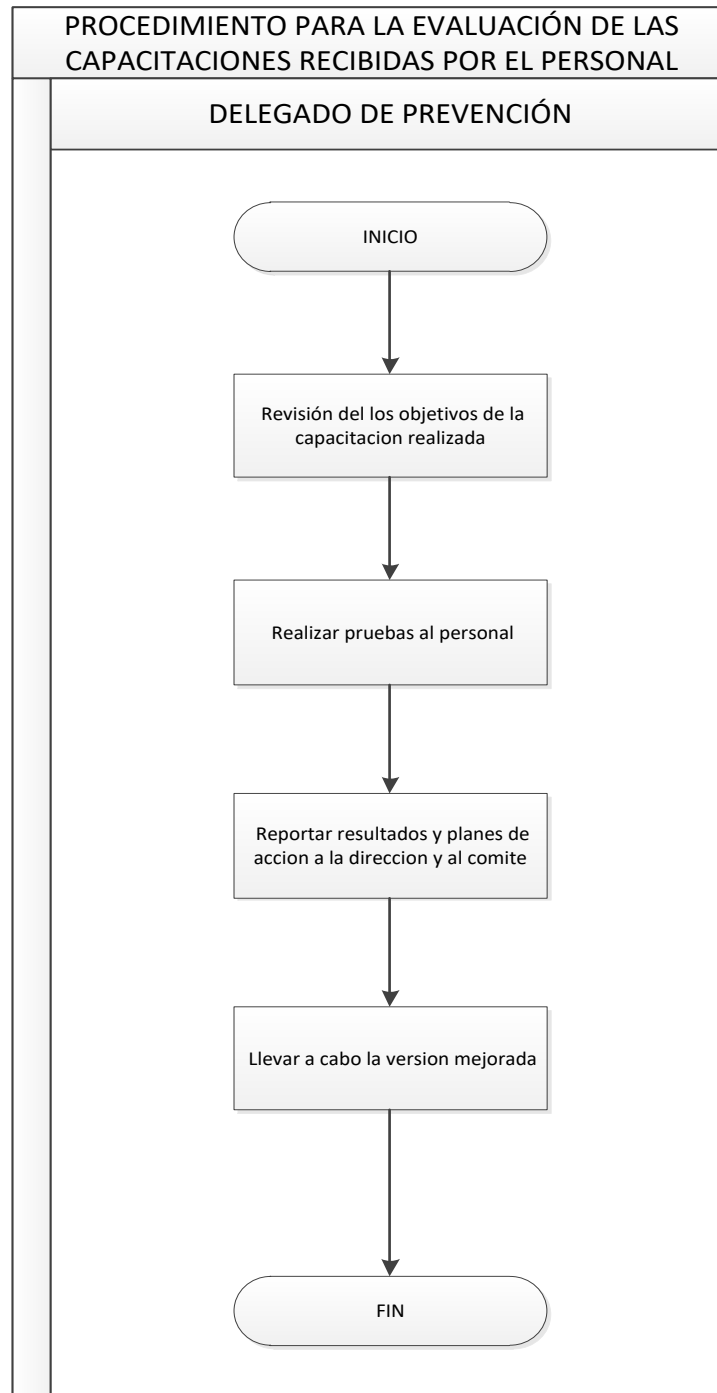 PROCEDIMIENTO PARA LA EVALUACIÓN DE LAS
CAPACITACIONES RECIBIDAS POR EL PERSONAL
DELEGADO DE PREVENCIÓN
INICIO
Revisión del los objetivos de la
capacitacion realizada
Realizar pruebas al personal
Reportar resultados y planes de
accion a la direccion y al comite
Llevar a cabo la version mejorada
FIN